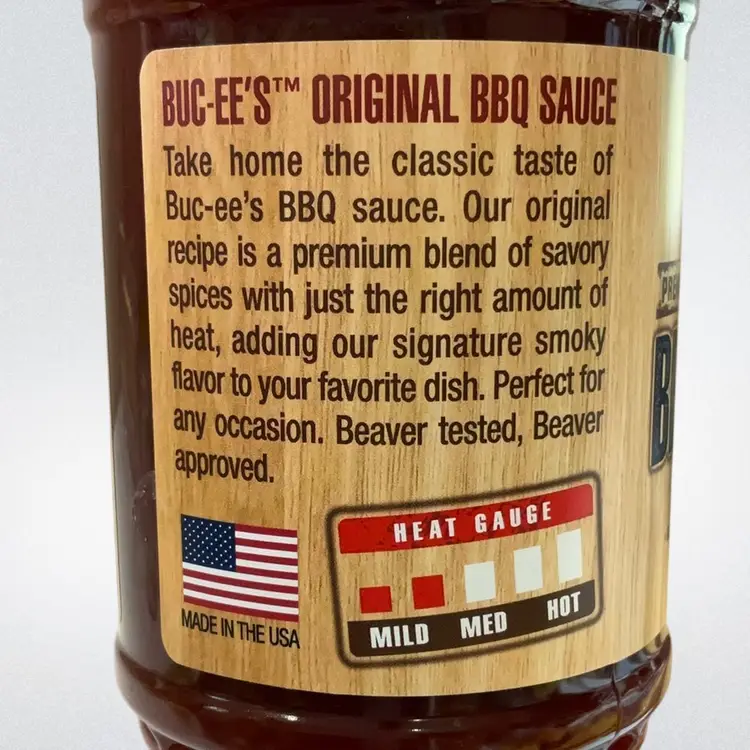 BUC-EE'S™ ORIGINAL BBQ SAUCE
Take home the classic taste of
Buc-ee's BBQ sauce. Our original
recipe is a premium blend of savory
spices with just the right amount of
heat, adding our signature smoky
flavor to your favorite dish. Perfect for
any occasion. Beaver tested, Beaver
approved.
HEAT GAUGE
MILD MED HOT
MADE IN THE USA